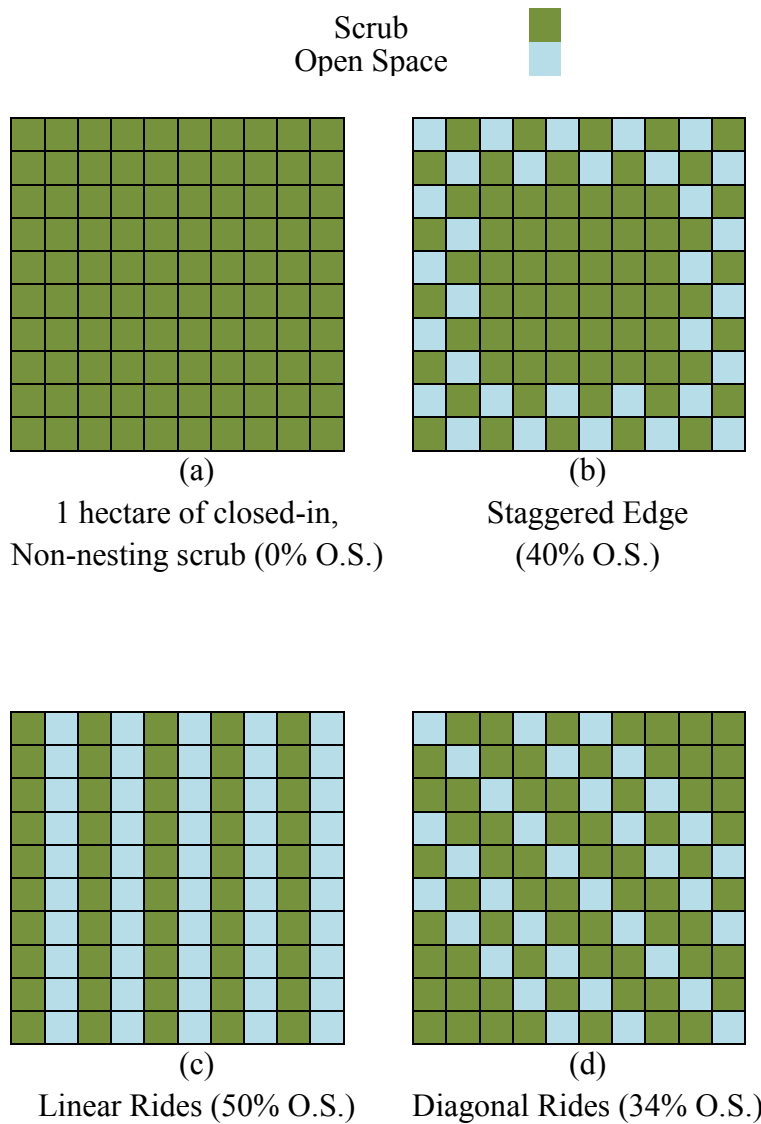 Scrub
Open Space
(a)
1 hectare of closed-in,
Non-nesting scrub (0% O.S.)
(b)
Staggered Edge
(40% O.S.)
(c)
Linear Rides (50% O.S.)
(d)
Diagonal Rides (34% O.S.)